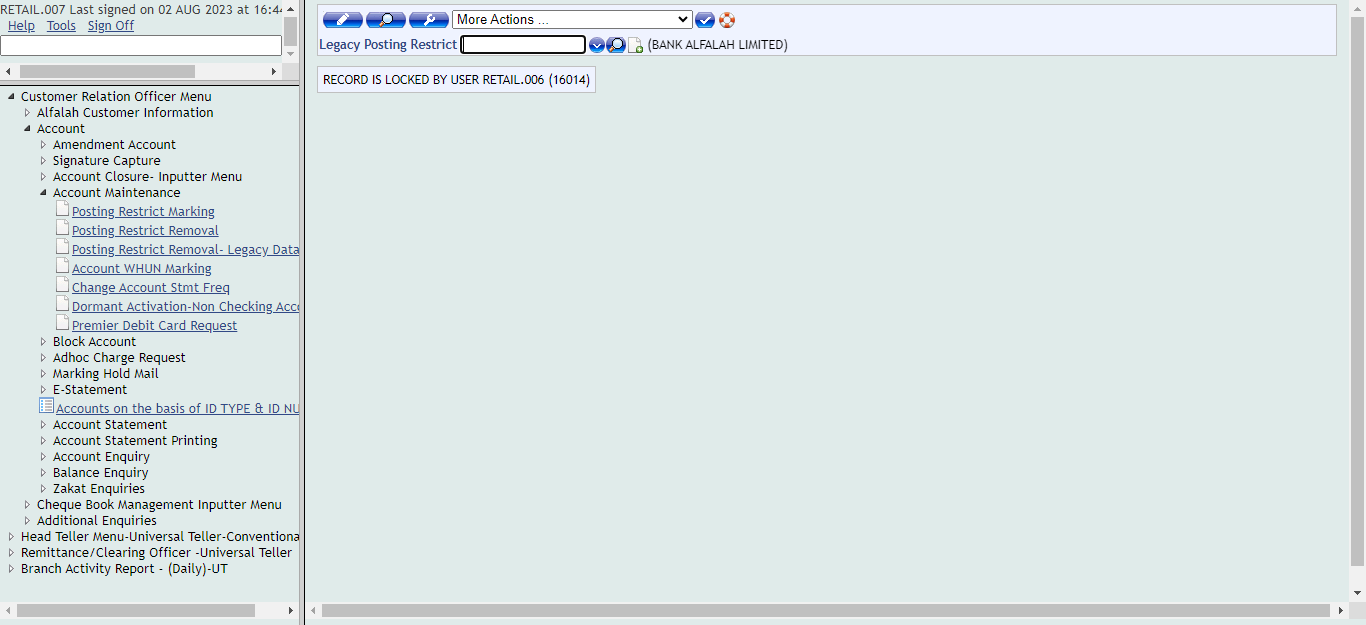 RETAIL.007 Last signed on 02 AUG 2023 at 16:4
Help Tools Sign Off
More Actions ...
Legacy Posting Restrict (BANK ALFALAH LIMITED)
RECORD IS LOCKED BY USER RETAIL.006 (16014)
Customer Relation Officer Menu
Alfalah Customer Information
Account
Amendment Account
Signature Capture
Account Closure- Inputter Menu
Account Maintenance
Posting Restrict Marking
Posting Restrict Removal
Posting Restrict Removal- Legacy Data
Account WHUN Marking
Change Account Stmt Freq
Dormant Activation-Non Checking Acco
Premier Debit Card Request
Block Account
Adhoc Charge Request
Marking Hold Mail
E-Statement
Accounts on the basis of ID TYPE & ID NU
Account Statement
Account Statement Printing
Account Enquiry
Balance Enquiry
Zakat Enquiries
Cheque Book Management Inputter Menu
Additional Enquiries
Head Teller Menu-Universal Teller-Conventiona
Remittance/Clearing Officer -Universal Teller
Branch Activity Report - (Daily)-UT